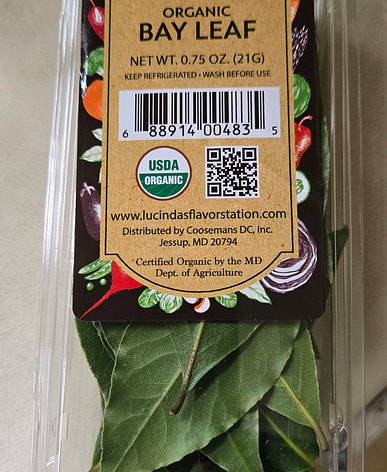 ORGANIC
BAY LEAF
NET WT. 0.75 OZ. (21G)
KEEP REFRIGERATED • WASH BEFORE USE
6 88914 00483 5
USDA
ORGANIC
www.lucindasflavorstation.com
Distributed by Coosemans DC, Inc.
Jessup, MD 20794
Certified Organic by the MD
Dept. of Agriculture